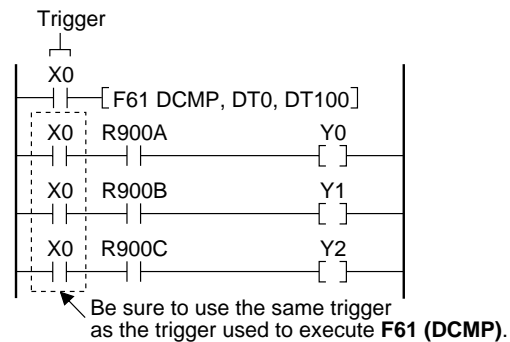 Trigger
X0
F61 DCMP, DT0, DT100
X0 R900A Y0
X0 R900B Y1
X0 R900C Y2
Be sure to use the same trigger
as the trigger used to execute F61 (DCMP).